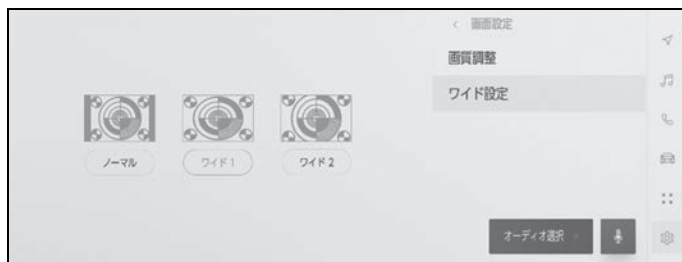 < 画面設定
画質調整
ワイド設定
ノーマル
ワイド1
ワイド2
オーディオ選択